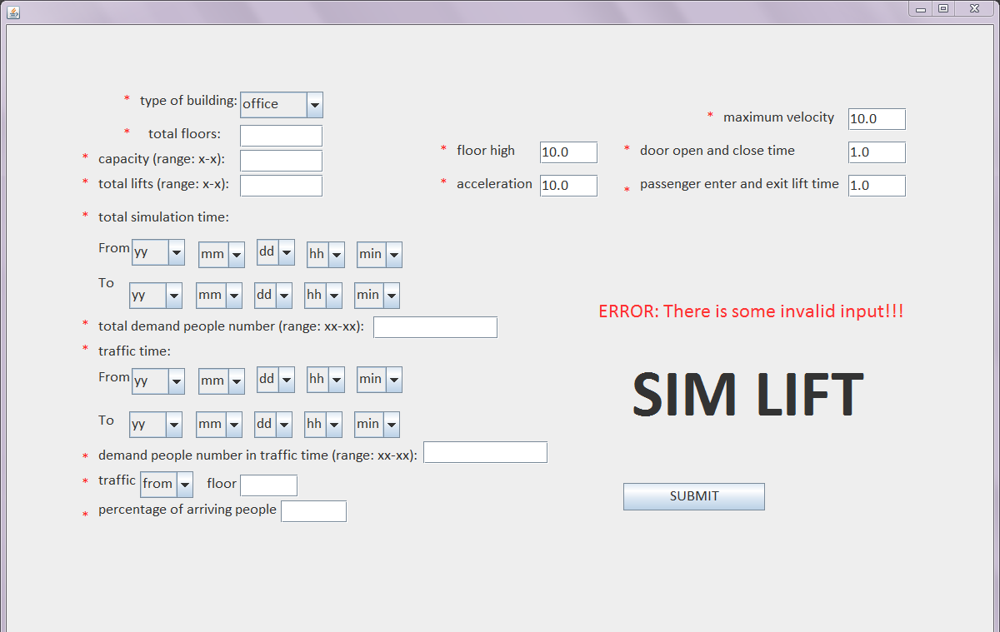 * type of building: office
* maximum velocity 10.0
* total floors:
* capacity (range: x-x):
* floor high 10.0
* door open and close time 1.0
* total lifts (range: x-x):
* acceleration 10.0
* passenger enter and exit lift time 1.0
* total simulation time:
From yy mm dd hh min
To yy mm dd hh min
ERROR: There is some invalid input!!!
* total demand people number (range: xx-xx):
* traffic time:
From yy mm dd hh min
SIM LIFT
To yy mm dd hh min
* demand people number in traffic time (range: xx-xx):
* traffic from floor
SUBMIT
* percentage of arriving people